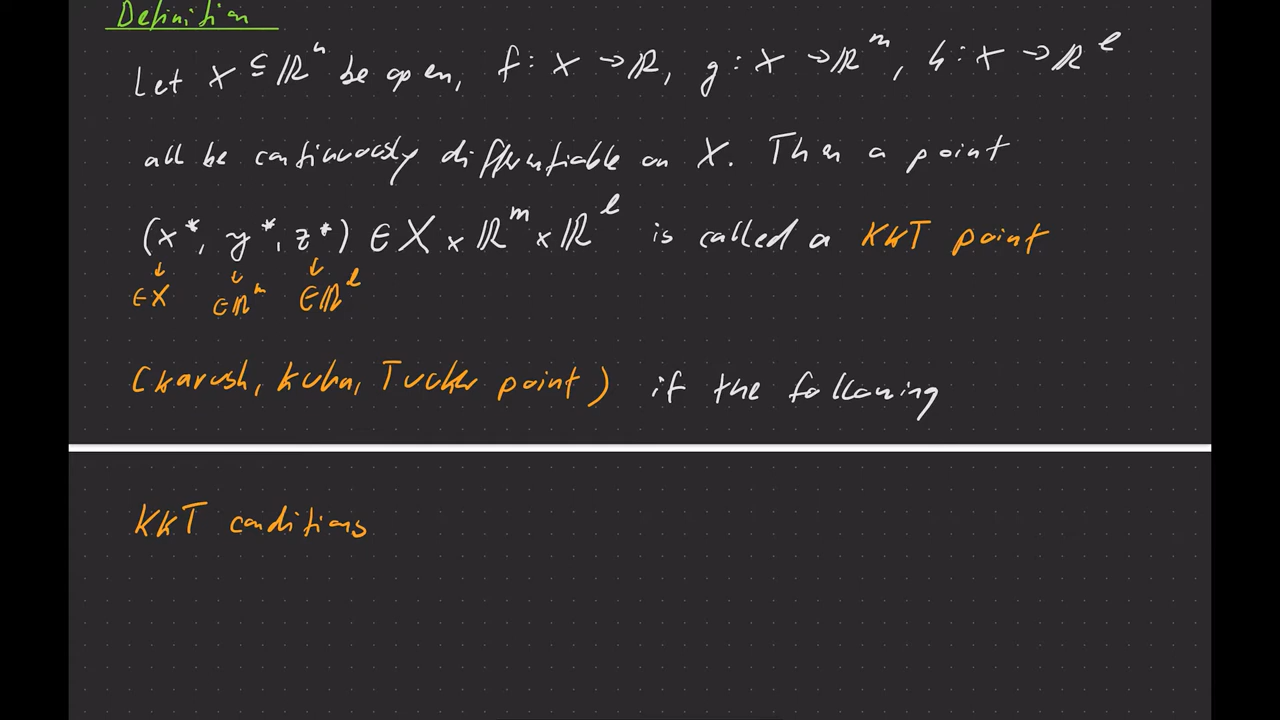 Definition
Let X ⊆ ℝⁿ be open, f : X → ℝ, g : X → ℝᵐ, h : X → ℝˡ
all be continuously differentiable on X. Then a point
(x*, y*, z*) ∈ X × ℝᵐ × ℝˡ is called a KKT point
↓ ↓ ↓
∈X ∈ℝᵐ ∈ℝˡ
(Karush, Kuhn, Tucker point) if the following
KKT conditions